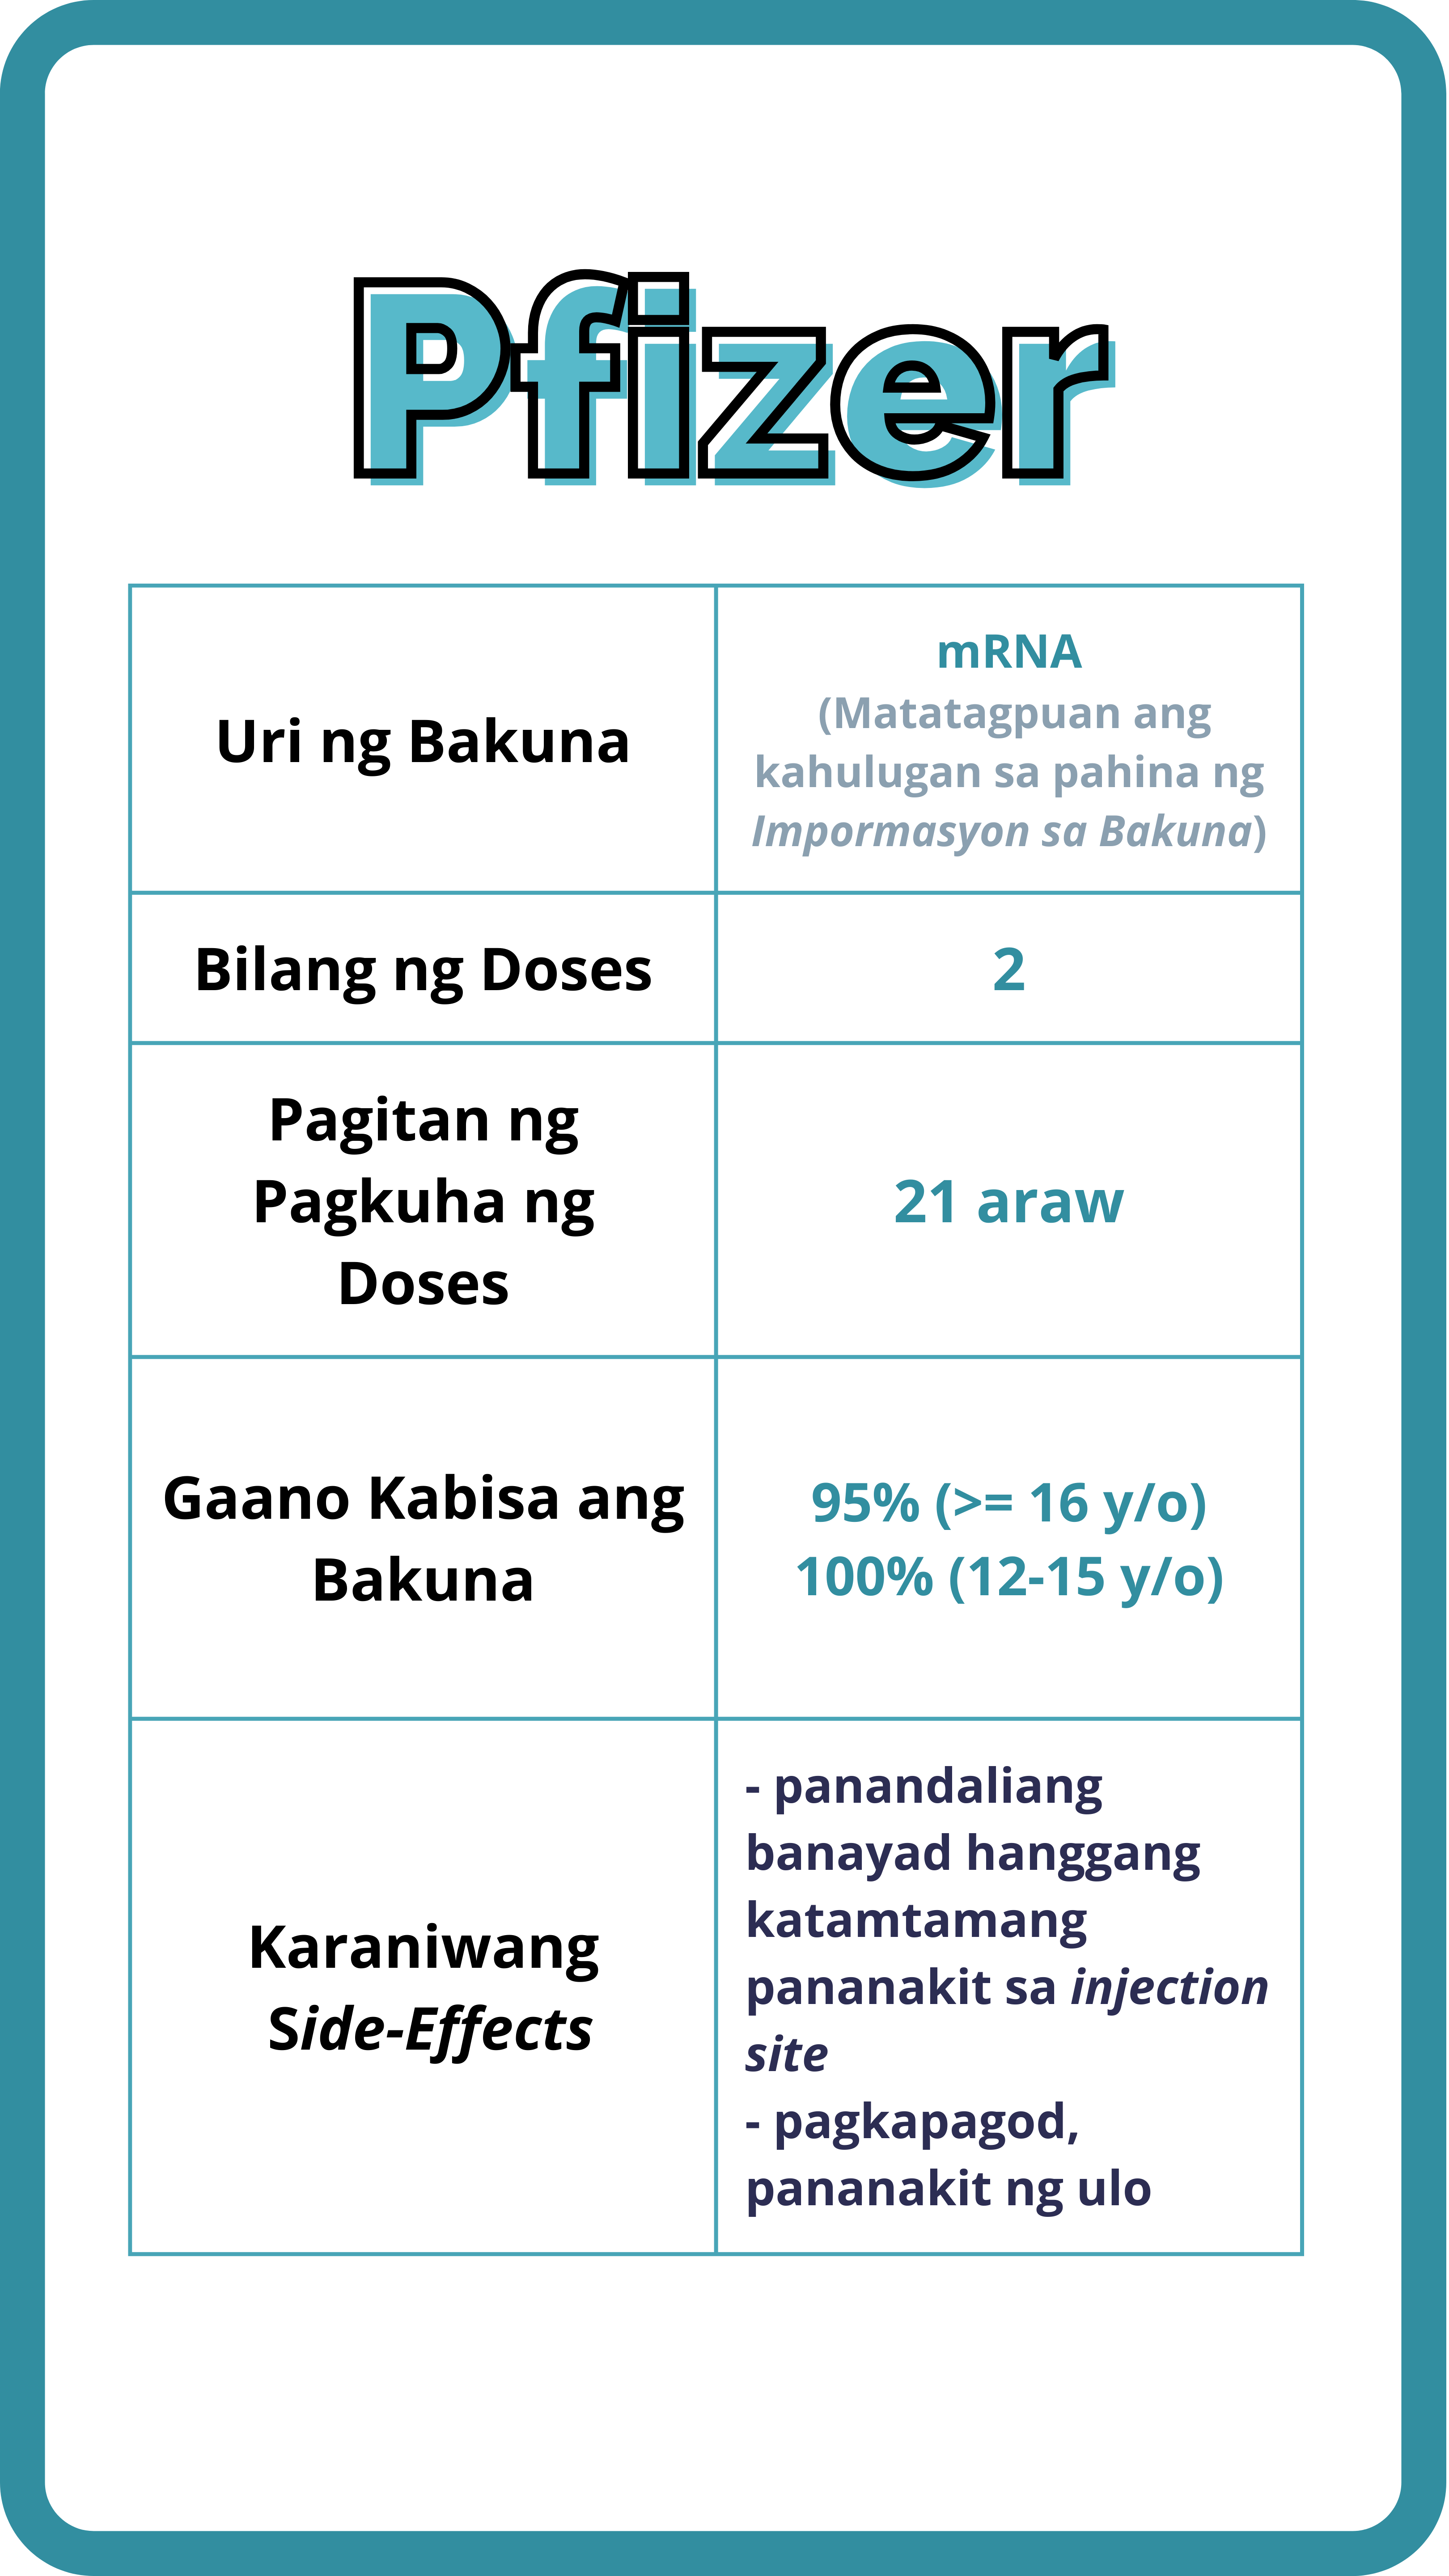 Pfizer
Uri ng Bakuna
mRNA
(Matatagpuan ang
kahulugan sa pahina ng
Impormasyon sa Bakuna)
Bilang ng Doses
2
Pagitan ng
Pagkuha ng
Doses
21 araw
Gaano Kabisa ang
Bakuna
95% (>= 16 y/o)
100% (12-15 y/o)
Karaniwang
Side-Effects
- panandaliang
banayad hanggang
katamtamang
pananakit sa injection
site
- pagkapagod,
pananakit ng ulo